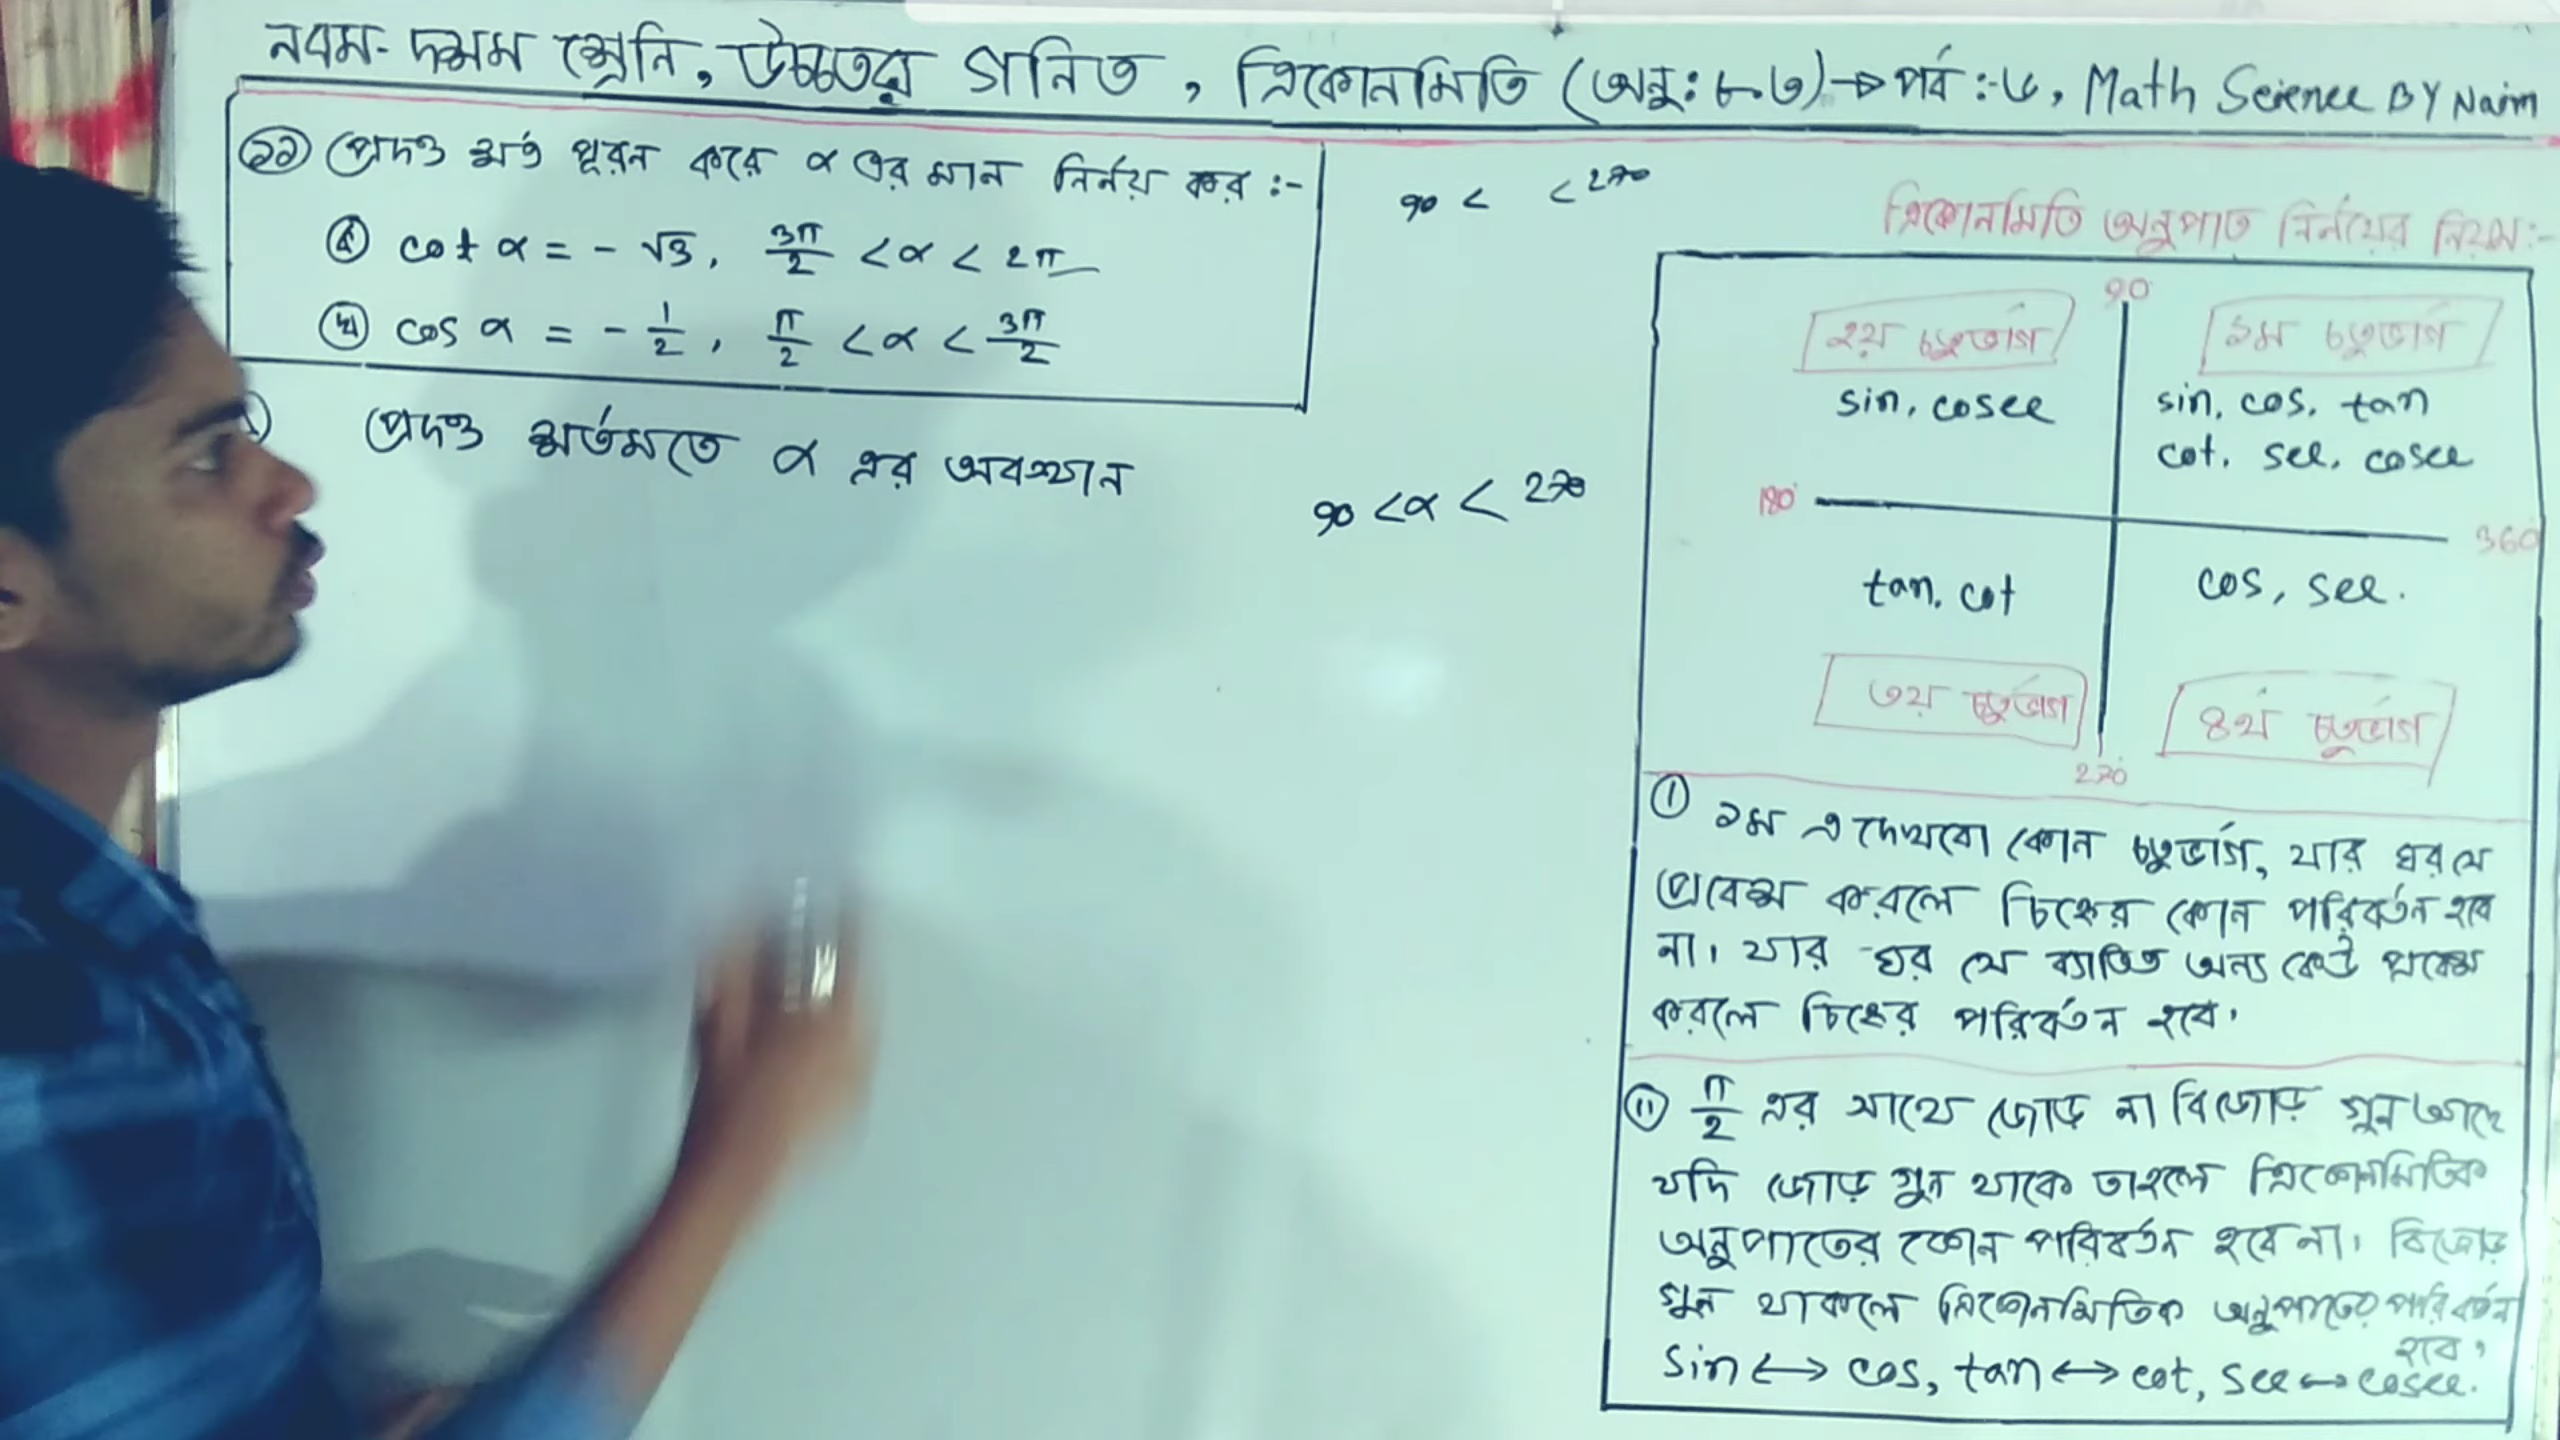 নবম-দশম শ্রেনি, উচ্চতর গনিত, ত্রিকোনমিতি (অনু: ৮.৩) → পর্ব :- ৬, Math Science BY Naim
প্রদত্ত শর্ত পূরন করে α এর মান নির্নয় কর :-
cot α = - √3, 3π/2 < α < 2π
cos α = - 1/2, π/2 < α < 3π/2
90 < < 270
প্রদত্ত শর্তমতে α এর অবস্থান
90 < α < 270
ত্রিকোনমিতি অনুপাত নির্নয়ের নিয়ম:-
90°
২য় চতুর্ভাগ
১ম চতুর্ভাগ
sin, cosec
sin, cos, tan
cot, sec, cosec
180°
360°
tan, cot
cos, sec.
৩য় চতুর্ভাগ
৪র্থ চতুর্ভাগ
270°
① ১ম এ দেখবো কোন চতুর্ভাগ, যার ঘর সে
প্রবেশ করলে চিহ্নের কোন পরিবর্তন হবে
না। যার ঘর সে ব্যাতিত অন্য কেউ প্রবেশ
করলে চিহ্নের পরিবর্তন হবে।
ⅱ π/2 এর সাথে জোড় না বিজোড় গুন আছে
যদি জোড় গুন থাকে তাহলে ত্রিকোনমিতিক
অনুপাতের কোন পরিবর্তন হবে না। বিজোড়
গুন থাকলে ত্রিকোনমিতিক অনুপাতের পরিবর্তন
হবে।
sin ↔ cos, tan ↔ cot, sec ↔ cosec.